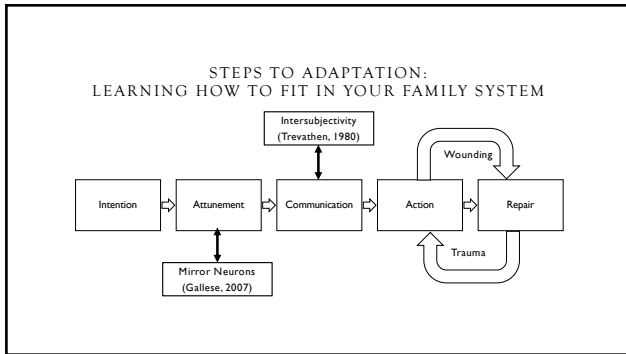 STEPS TO ADAPTATION:
LEARNING HOW TO FIT IN YOUR FAMILY SYSTEM
Intersubjectivity
(Trevathen, 1980)
Wounding
Intention
Attunement
Communication
Action
Repair
Trauma
Mirror Neurons
(Gallese, 2007)